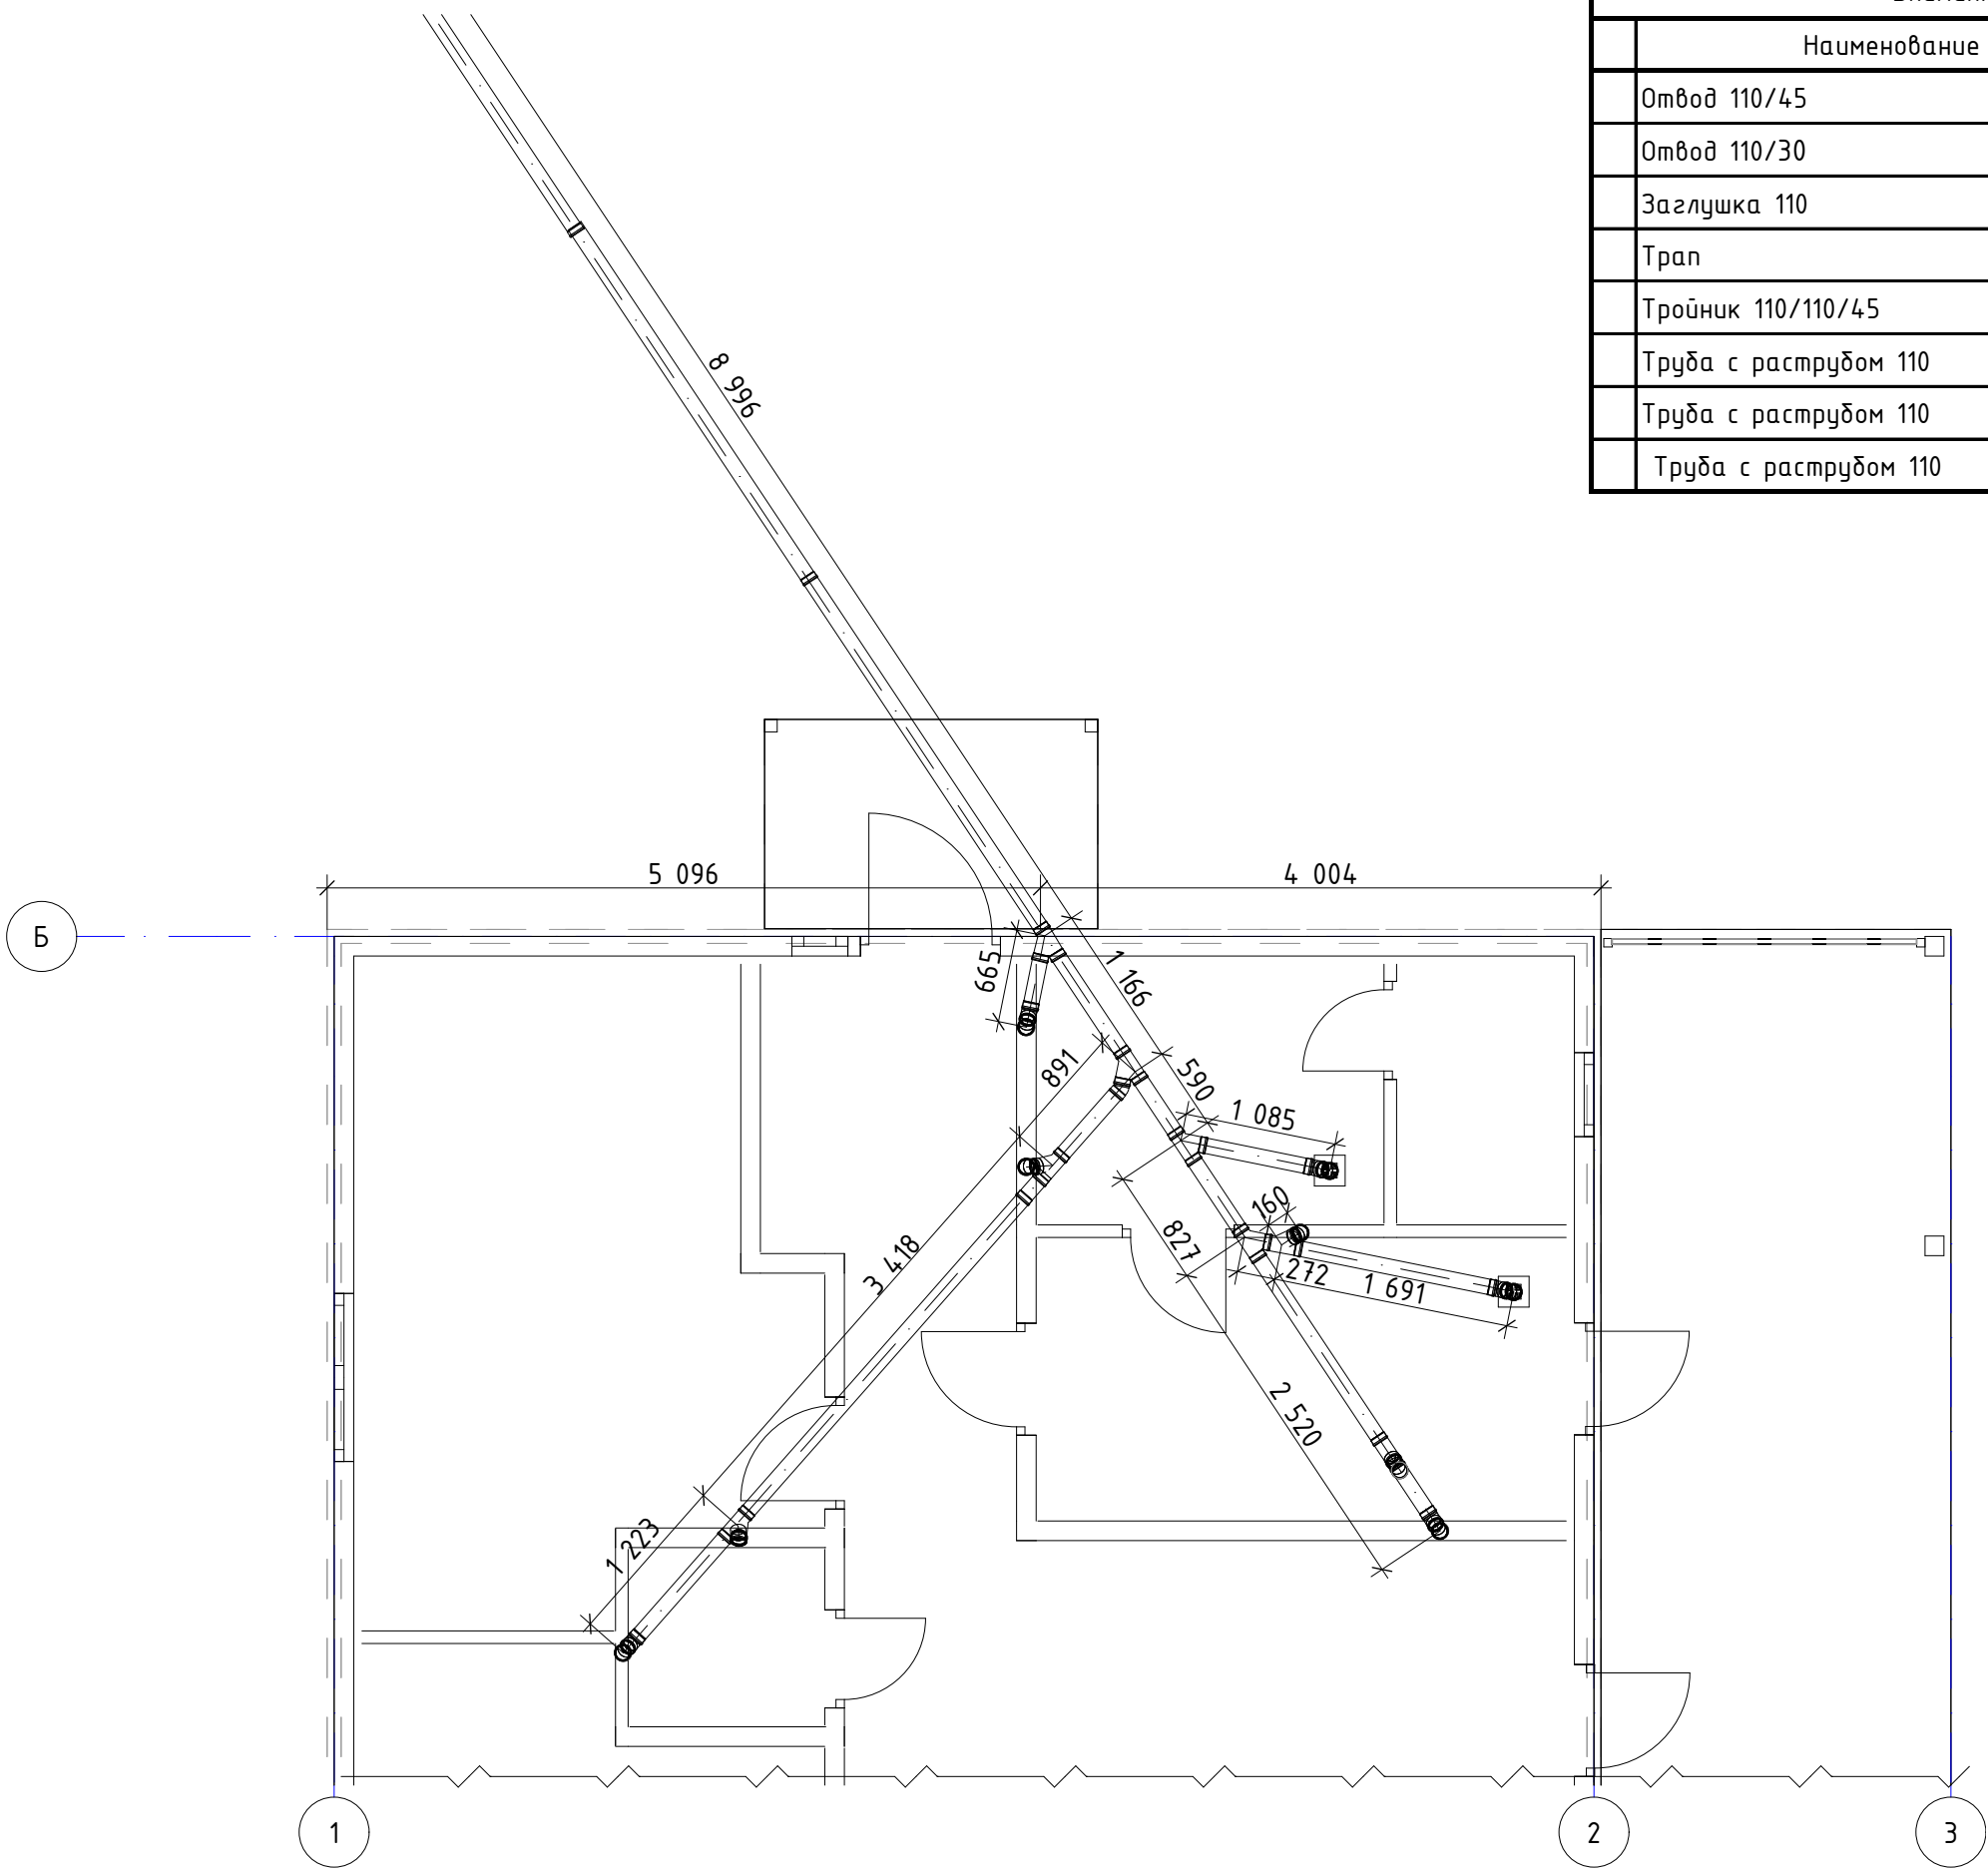 Наименование
Отвод 110/45
Отвод 110/30
Заглушка 110
Трап
Тройник 110/110/45
Труба с раструбом 110
Труба с раструбом 110
Труба с раструбом 110
8 996
5 096
4 004
Б
665
1 166
891
590
1 085
160
827
272
1 691
3 418
2 520
1 223
1
2
3